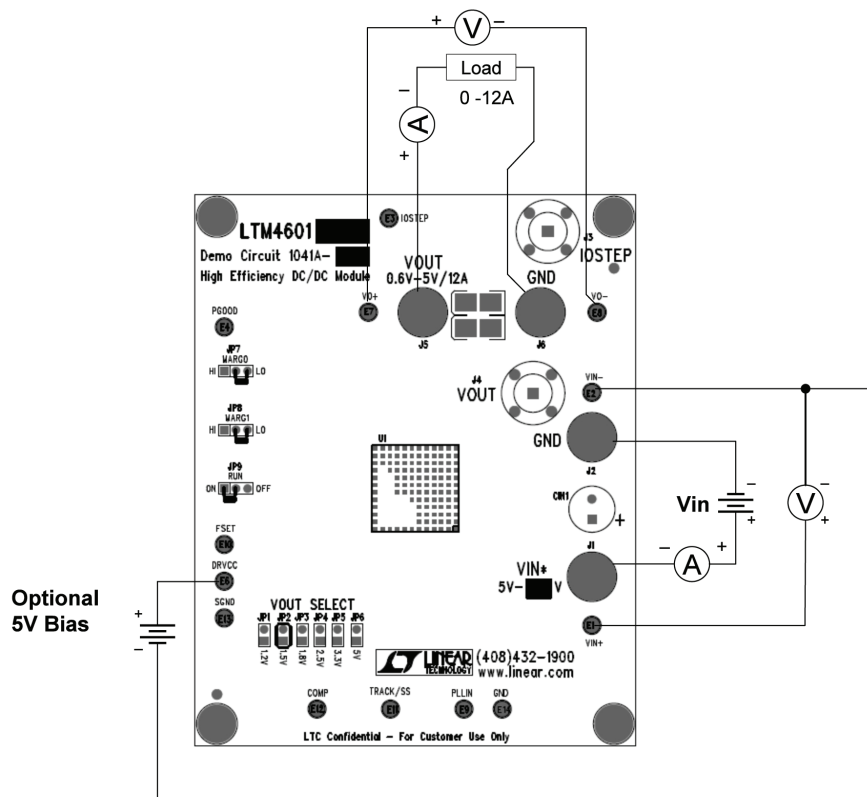 + V −
− Load
0 -12A
A
+
LTM4601
E3 IOSTEP
Demo Circuit 1041A-
High Efficiency DC/DC Module
VOUT
0.6V-5V/12A
J3
IOSTEP
GND
PGOOD
E4
VO+
E7
J5
J6
VO-
E8
JP7
MARG0
HI LO
J4
VOUT
VIN-
E2
JP8
MARG1
HI LO
U1
GND
J2
JP9
RUN
ON OFF
CIN1
+
Vin
−
+
V
+
FSET
E10
J1
− A +
DRVCC
E6
VIN*
5V- V
Optional
5V Bias
+
−
SGND
E13
VOUT SELECT
JP1 JP2 JP3 JP4 JP5 JP6
1.2V 1.5V 1.8V 2.5V 3.3V 5V
E1
VIN+
LINEAR
TECHNOLOGY
(408)432-1900
www.linear.com
COMP
E12
TRACK/SS
E11
PLLIN
E9
GND
E14
LTC Confidential - For Customer Use Only